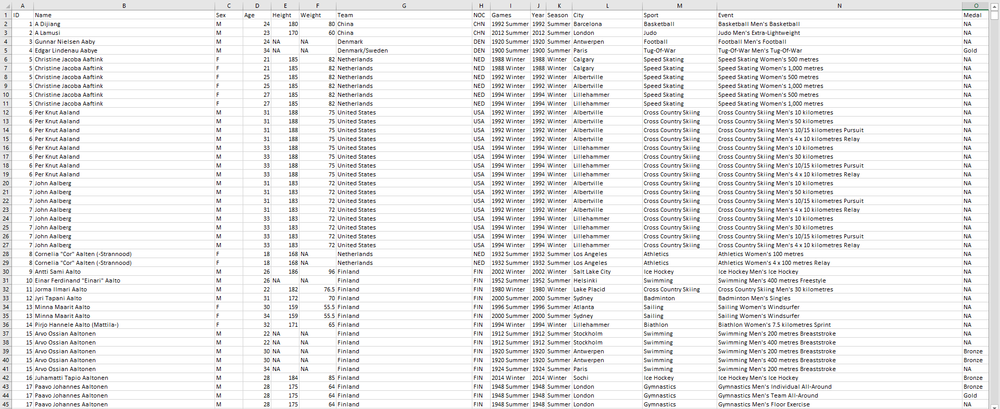 A B C D E F G H I J K L M N O
1 ID Name Sex Age Height Weight Team NOC Games Year Season City Sport Event Medal
2 1 A Dijiang M 24 180 80 China CHN 1992 Summer 1992 Summer Barcelona Basketball Basketball Men's Basketball NA
3 2 A Lamusi M 23 170 60 China CHN 2012 Summer 2012 Summer London Judo Judo Men's Extra-Lightweight NA
4 3 Gunnar Nielsen Aaby M 24 NA NA Denmark DEN 1920 Summer 1920 Summer Antwerpen Football Football Men's Football NA
5 4 Edgar Lindenau Aabye M 34 NA NA Denmark/Sweden DEN 1900 Summer 1900 Summer Paris Tug-Of-War Tug-Of-War Men's Tug-Of-War Gold
6 5 Christine Jacoba Aaftink F 21 185 82 Netherlands NED 1988 Winter 1988 Winter Calgary Speed Skating Speed Skating Women's 500 metres NA
7 5 Christine Jacoba Aaftink F 21 185 82 Netherlands NED 1988 Winter 1988 Winter Calgary Speed Skating Speed Skating Women's 1,000 metres NA
8 5 Christine Jacoba Aaftink F 25 185 82 Netherlands NED 1992 Winter 1992 Winter Albertville Speed Skating Speed Skating Women's 500 metres NA
9 5 Christine Jacoba Aaftink F 25 185 82 Netherlands NED 1992 Winter 1992 Winter Albertville Speed Skating Speed Skating Women's 1,000 metres NA
10 5 Christine Jacoba Aaftink F 27 185 82 Netherlands NED 1994 Winter 1994 Winter Lillehammer Speed Skating Speed Skating Women's 500 metres NA
11 5 Christine Jacoba Aaftink F 27 185 82 Netherlands NED 1994 Winter 1994 Winter Lillehammer Speed Skating Speed Skating Women's 1,000 metres NA
12 6 Per Knut Aaland M 31 188 75 United States USA 1992 Winter 1992 Winter Albertville Cross Country Skiing Cross Country Skiing Men's 10 kilometres NA
13 6 Per Knut Aaland M 31 188 75 United States USA 1992 Winter 1992 Winter Albertville Cross Country Skiing Cross Country Skiing Men's 50 kilometres NA
14 6 Per Knut Aaland M 31 188 75 United States USA 1992 Winter 1992 Winter Albertville Cross Country Skiing Cross Country Skiing Men's 10/15 kilometres Pursuit NA
15 6 Per Knut Aaland M 31 188 75 United States USA 1992 Winter 1992 Winter Albertville Cross Country Skiing Cross Country Skiing Men's 4 x 10 kilometres Relay NA
16 6 Per Knut Aaland M 33 188 75 United States USA 1994 Winter 1994 Winter Lillehammer Cross Country Skiing Cross Country Skiing Men's 10 kilometres NA
17 6 Per Knut Aaland M 33 188 75 United States USA 1994 Winter 1994 Winter Lillehammer Cross Country Skiing Cross Country Skiing Men's 30 kilometres NA
18 6 Per Knut Aaland M 33 188 75 United States USA 1994 Winter 1994 Winter Lillehammer Cross Country Skiing Cross Country Skiing Men's 10/15 kilometres Pursuit NA
19 6 Per Knut Aaland M 33 188 75 United States USA 1994 Winter 1994 Winter Lillehammer Cross Country Skiing Cross Country Skiing Men's 4 x 10 kilometres Relay NA
20 7 John Aalberg M 31 183 72 United States USA 1992 Winter 1992 Winter Albertville Cross Country Skiing Cross Country Skiing Men's 10 kilometres NA
21 7 John Aalberg M 31 183 72 United States USA 1992 Winter 1992 Winter Albertville Cross Country Skiing Cross Country Skiing Men's 50 kilometres NA
22 7 John Aalberg M 31 183 72 United States USA 1992 Winter 1992 Winter Albertville Cross Country Skiing Cross Country Skiing Men's 10/15 kilometres Pursuit NA
23 7 John Aalberg M 31 183 72 United States USA 1992 Winter 1992 Winter Albertville Cross Country Skiing Cross Country Skiing Men's 4 x 10 kilometres Relay NA
24 7 John Aalberg M 33 183 72 United States USA 1994 Winter 1994 Winter Lillehammer Cross Country Skiing Cross Country Skiing Men's 10 kilometres NA
25 7 John Aalberg M 33 183 72 United States USA 1994 Winter 1994 Winter Lillehammer Cross Country Skiing Cross Country Skiing Men's 30 kilometres NA
26 7 John Aalberg M 33 183 72 United States USA 1994 Winter 1994 Winter Lillehammer Cross Country Skiing Cross Country Skiing Men's 10/15 kilometres Pursuit NA
27 7 John Aalberg M 33 183 72 United States USA 1994 Winter 1994 Winter Lillehammer Cross Country Skiing Cross Country Skiing Men's 4 x 10 kilometres Relay NA
28 8 Cornelia "Cor" Aalten (-Strannood) F 18 168 NA Netherlands NED 1932 Summer 1932 Summer Los Angeles Athletics Athletics Women's 100 metres NA
29 8 Cornelia "Cor" Aalten (-Strannood) F 18 168 NA Netherlands NED 1932 Summer 1932 Summer Los Angeles Athletics Athletics Women's 4 x 100 metres Relay NA
30 9 Antti Sami Aalto M 26 186 96 Finland FIN 2002 Winter 2002 Winter Salt Lake City Ice Hockey Ice Hockey Men's Ice Hockey NA
31 10 Einar Ferdinand "Einari" Aalto M 26 NA NA Finland FIN 1952 Summer 1952 Summer Helsinki Swimming Swimming Men's 400 metres Freestyle NA
32 11 Jorma Ilmari Aalto M 22 182 76.5 Finland FIN 1980 Winter 1980 Winter Lake Placid Cross Country Skiing Cross Country Skiing Men's 30 kilometres NA
33 12 Jyri Tapani Aalto M 31 172 70 Finland FIN 2000 Summer 2000 Summer Sydney Badminton Badminton Men's Singles NA
34 13 Minna Maarit Aalto F 30 159 55.5 Finland FIN 1996 Summer 1996 Summer Atlanta Sailing Sailing Women's Windsurfer NA
35 13 Minna Maarit Aalto F 34 159 55.5 Finland FIN 2000 Summer 2000 Summer Sydney Sailing Sailing Women's Windsurfer NA
36 14 Pirjo Hannele Aalto (Mattila-) F 32 171 65 Finland FIN 1994 Winter 1994 Winter Lillehammer Biathlon Biathlon Women's 7.5 kilometres Sprint NA
37 15 Arvo Ossian Aaltonen M 22 NA NA Finland FIN 1912 Summer 1912 Summer Stockholm Swimming Swimming Men's 200 metres Breaststroke NA
38 15 Arvo Ossian Aaltonen M 22 NA NA Finland FIN 1912 Summer 1912 Summer Stockholm Swimming Swimming Men's 400 metres Breaststroke NA
39 15 Arvo Ossian Aaltonen M 30 NA NA Finland FIN 1920 Summer 1920 Summer Antwerpen Swimming Swimming Men's 200 metres Breaststroke Bronze
40 15 Arvo Ossian Aaltonen M 30 NA NA Finland FIN 1920 Summer 1920 Summer Antwerpen Swimming Swimming Men's 400 metres Breaststroke Bronze
41 15 Arvo Ossian Aaltonen M 34 NA NA Finland FIN 1924 Summer 1924 Summer Paris Swimming Swimming Men's 200 metres Breaststroke NA
42 16 Juhamatti Tapio Aaltonen M 28 184 85 Finland FIN 2014 Winter 2014 Winter Sochi Ice Hockey Ice Hockey Men's Ice Hockey Bronze
43 17 Paavo Johannes Aaltonen M 28 175 64 Finland FIN 1948 Summer 1948 Summer London Gymnastics Gymnastics Men's Individual All-Around Bronze
44 17 Paavo Johannes Aaltonen M 28 175 64 Finland FIN 1948 Summer 1948 Summer London Gymnastics Gymnastics Men's Team All-Around Gold
45 17 Paavo Johannes Aaltonen M 28 175 64 Finland FIN 1948 Summer 1948 Summer London Gymnastics Gymnastics Men's Floor Exercise NA